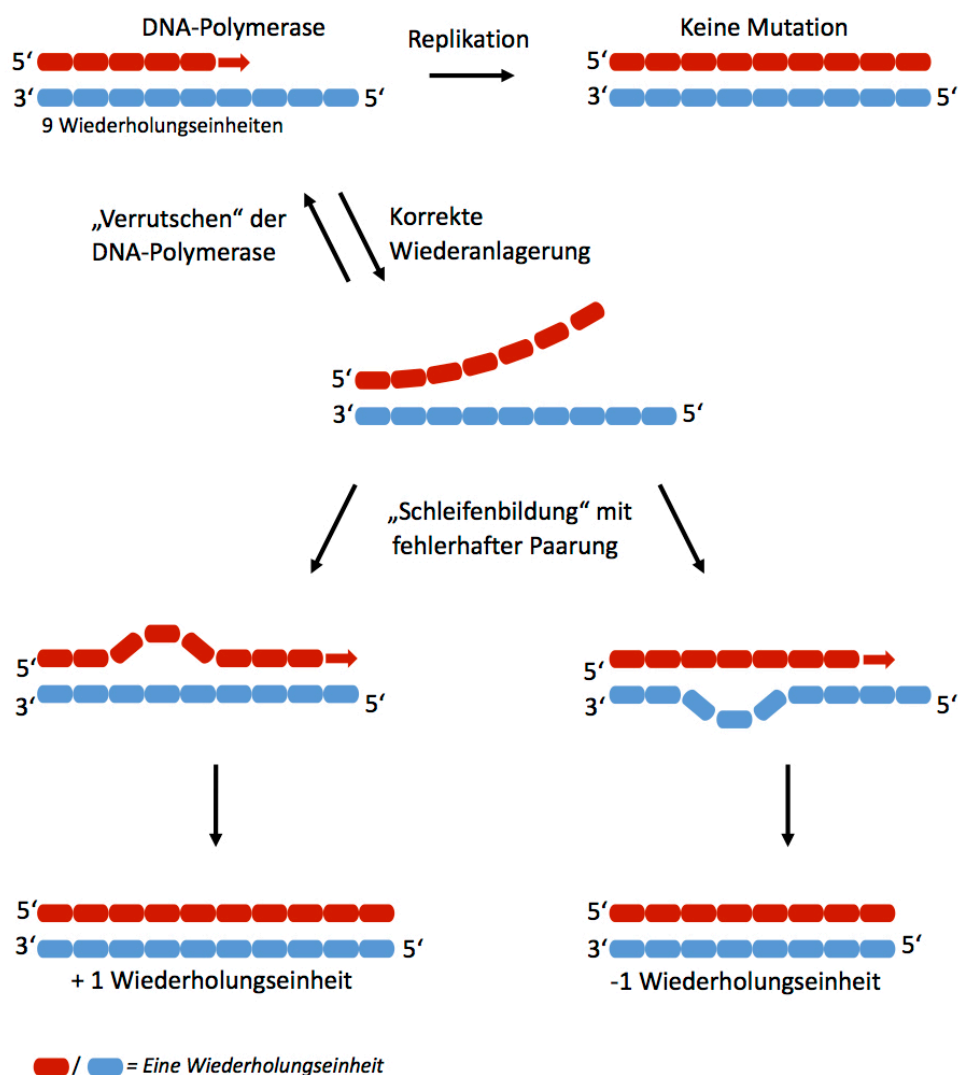 DNA-Polymerase
Replikation
Keine Mutation
5‘
3‘
5‘
9 Wiederholungseinheiten
5‘
3‘
5‘
„Verrutschen“ der
DNA-Polymerase
Korrekte
Wiederanlagerung
5‘
3‘
5‘
„Schleifenbildung“ mit
fehlerhafter Paarung
5‘
3‘
5‘
5‘
3‘
5‘
5‘
3‘
5‘
+ 1 Wiederholungseinheit
5‘
3‘
5‘
-1 Wiederholungseinheit
/ = Eine Wiederholungseinheit